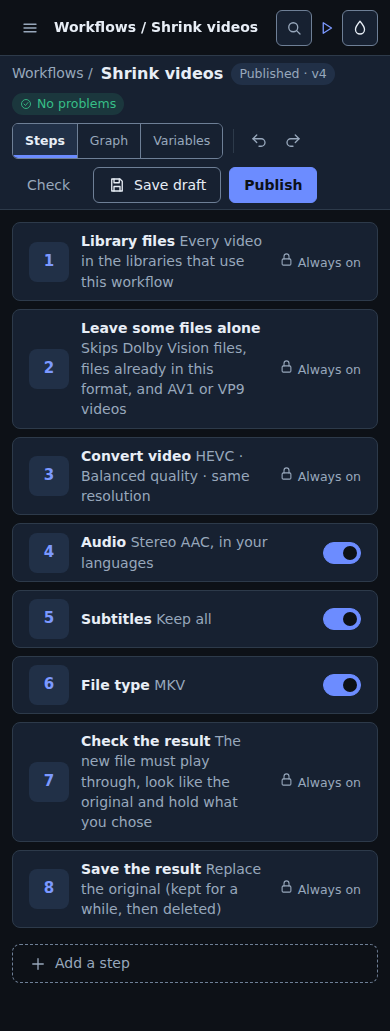 Workflows / Shrink videos
Workflows / Shrink videos Published · v4
No problems
Steps Graph Variables
Check Save draft Publish
1 Library files Every video
in the libraries that use
this workflow
Always on
2 Leave some files alone
Skips Dolby Vision files,
files already in this
format, and AV1 or VP9
videos
Always on
3 Convert video HEVC ·
Balanced quality · same
resolution
Always on
4 Audio Stereo AAC, in your
languages
5 Subtitles Keep all
6 File type MKV
7 Check the result The
new file must play
through, look like the
original and hold what
you chose
Always on
8 Save the result Replace
the original (kept for a
while, then deleted)
Always on
Add a step